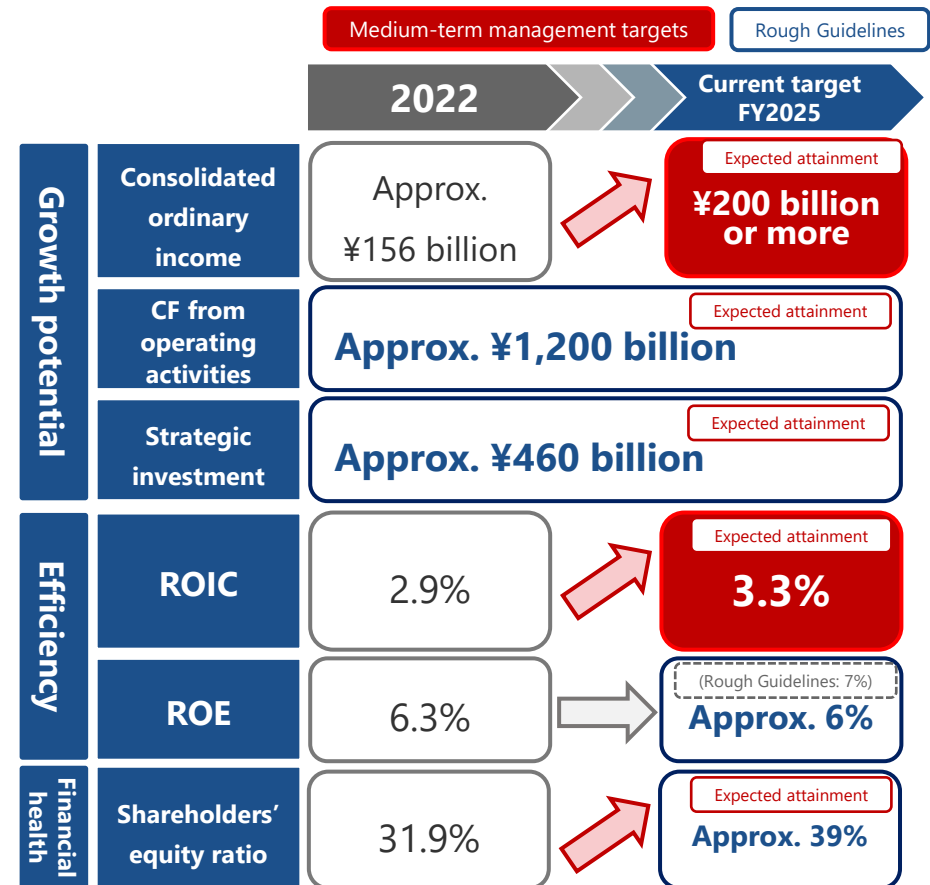 Medium-term management targets
Rough Guidelines
2022
Current target
FY2025
Growth potential
Consolidated
ordinary
income
Approx.
¥156 billion
Expected attainment
¥200 billion
or more
CF from
operating
activities
Expected attainment
Approx. ¥1,200 billion
Strategic
investment
Expected attainment
Approx. ¥460 billion
Efficiency
ROIC
2.9%
Expected attainment
3.3%
ROE
6.3%
(Rough Guidelines: 7%)
Approx. 6%
Financial
health
Shareholders’
equity ratio
31.9%
Expected attainment
Approx. 39%